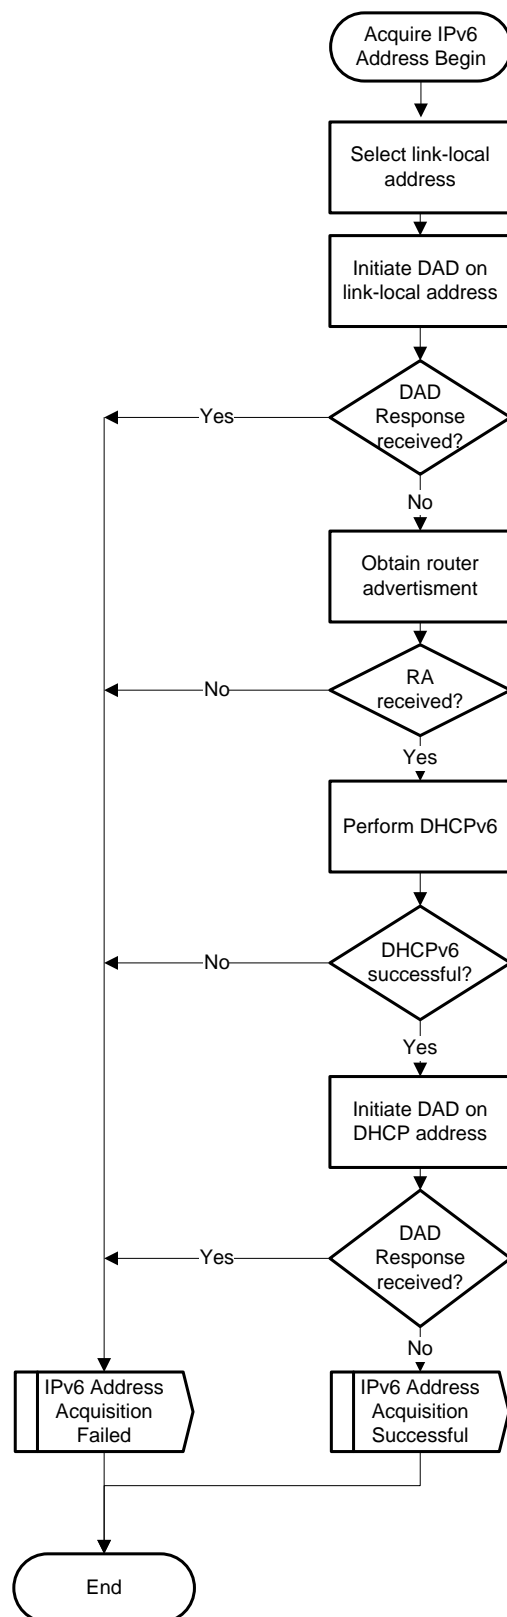 Acquire IPv6
Address Begin
Select link-local
address
Initiate DAD on
link-local address
DAD
Response
received?
Yes
No
Obtain router
advertisment
RA
received?
No
Yes
Perform DHCPv6
DHCPv6
successful?
No
Yes
Initiate DAD on
DHCP address
DAD
Response
received?
Yes
No
IPv6 Address
Acquisition
Failed
IPv6 Address
Acquisition
Successful
End